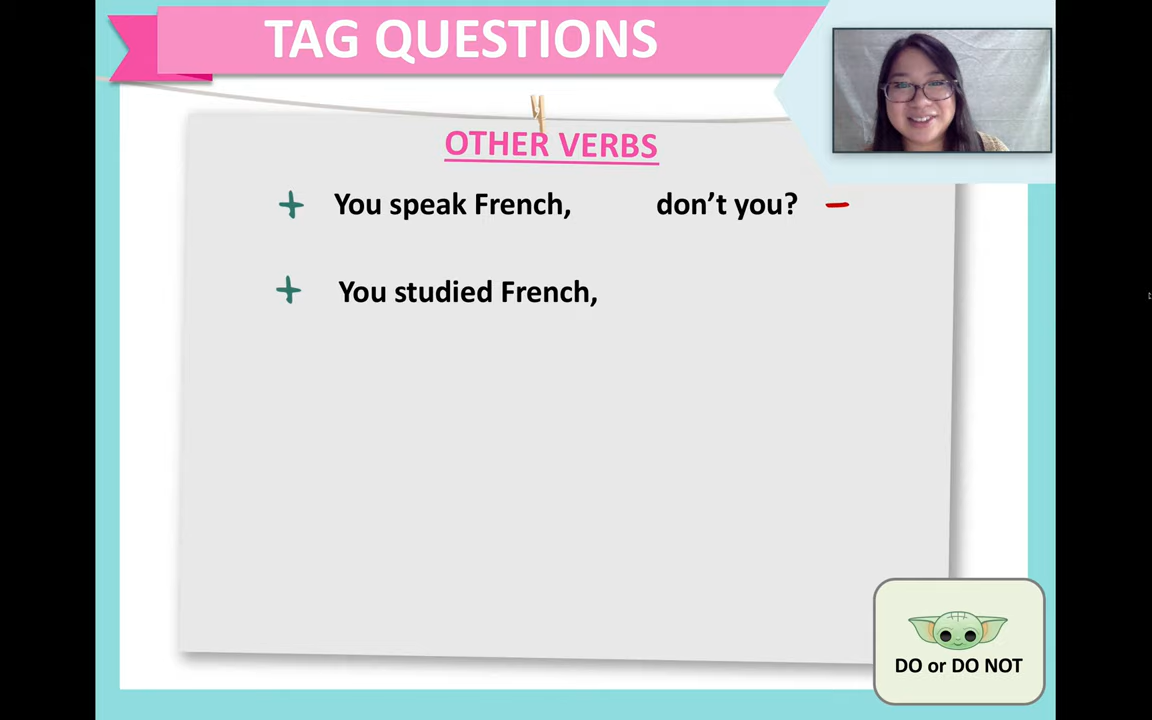 TAG QUESTIONS
OTHER VERBS
+ You speak French, don’t you? −
+ You studied French,
DO or DO NOT